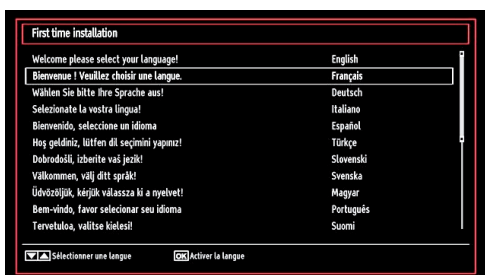 First time installation
Welcome please select your language! English
Bienvenue ! Veuillez choisir une langue. Français
Wählen Sie bitte Ihre Sprache aus! Deutsch
Selezionate la vostra lingua! Italiano
Bienvenido, seleccione un idioma Español
Hoş geldiniz, lütfen dil seçimini yapınız! Türkçe
Dobrodošli, izberite vaš jezik! Slovenski
Välkommen, välj ditt språk! Svenska
Üdvözöljük, kérjük válassza ki a nyelvet! Magyar
Bem-vindo, favor selecionar seu idioma Português
Tervetuloa, valitse kielesi! Suomi
Sélectionner une langue OK Activer la langue